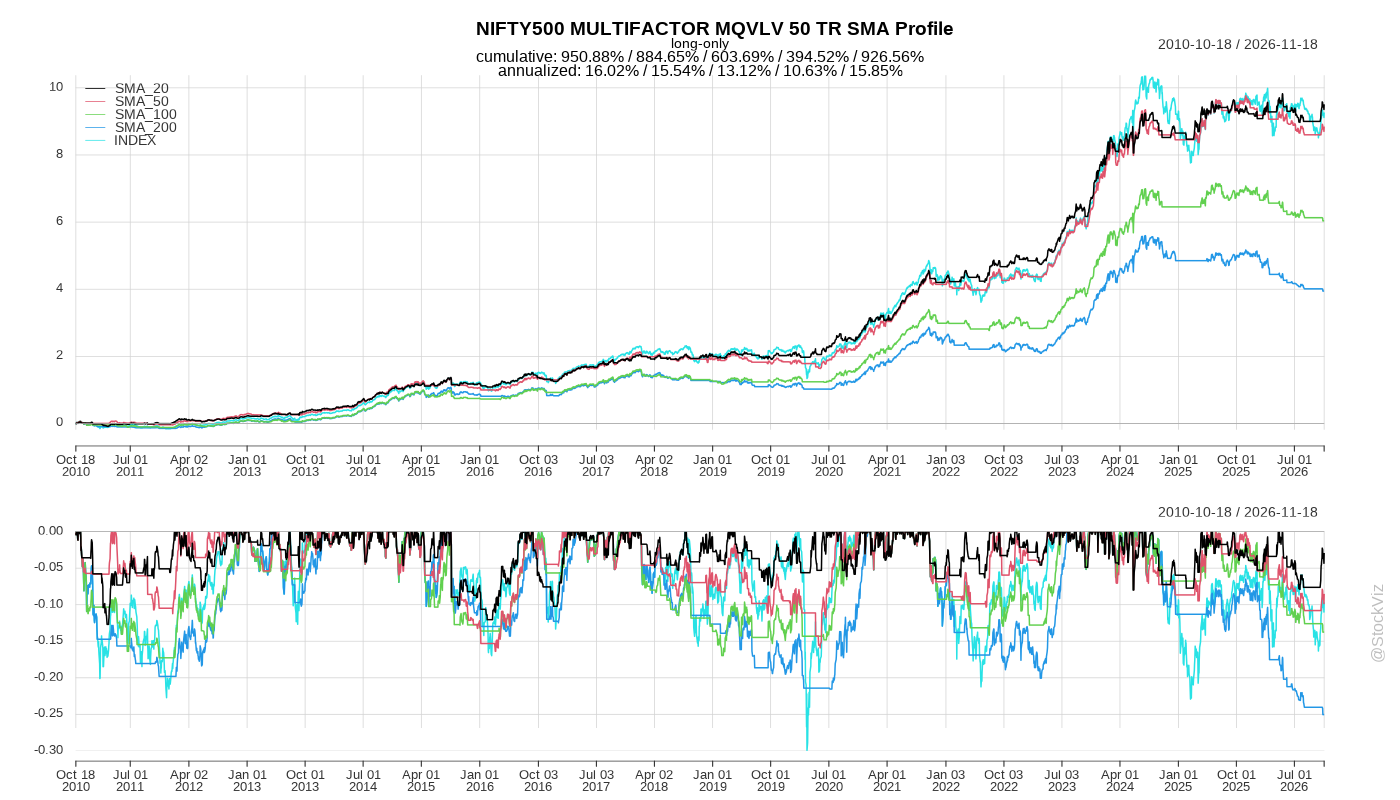 NIFTY500 MULTIFACTOR MQVLV 50 TR SMA Profile
long-only
cumulative: 950.88% / 884.65% / 603.69% / 394.52% / 926.56%
annualized: 16.02% / 15.54% / 13.12% / 10.63% / 15.85%
2010-10-18 / 2026-11-18
SMA_20
SMA_50
SMA_100
SMA_200
INDEX
10
8
6
4
2
0
Oct 18 Jul 01 Apr 02 Jan 01 Oct 01 Jul 01 Apr 01 Jan 01 Oct 03 Jul 03 Apr 02 Jan 01 Oct 01 Jul 01 Apr 01 Jan 03 Oct 03 Jul 03 Apr 01 Jan 01 Oct 01 Jul 01
2010 2011 2012 2013 2013 2014 2015 2016 2016 2017 2018 2019 2019 2020 2021 2022 2022 2023 2024 2025 2025 2026
2010-10-18 / 2026-11-18
0.00
-0.05
-0.10
-0.15
-0.20
-0.25
-0.30
Oct 18 Jul 01 Apr 02 Jan 01 Oct 01 Jul 01 Apr 01 Jan 01 Oct 03 Jul 03 Apr 02 Jan 01 Oct 01 Jul 01 Apr 01 Jan 03 Oct 03 Jul 03 Apr 01 Jan 01 Oct 01 Jul 01
2010 2011 2012 2013 2013 2014 2015 2016 2016 2017 2018 2019 2019 2020 2021 2022 2022 2023 2024 2025 2025 2026
@StockViz